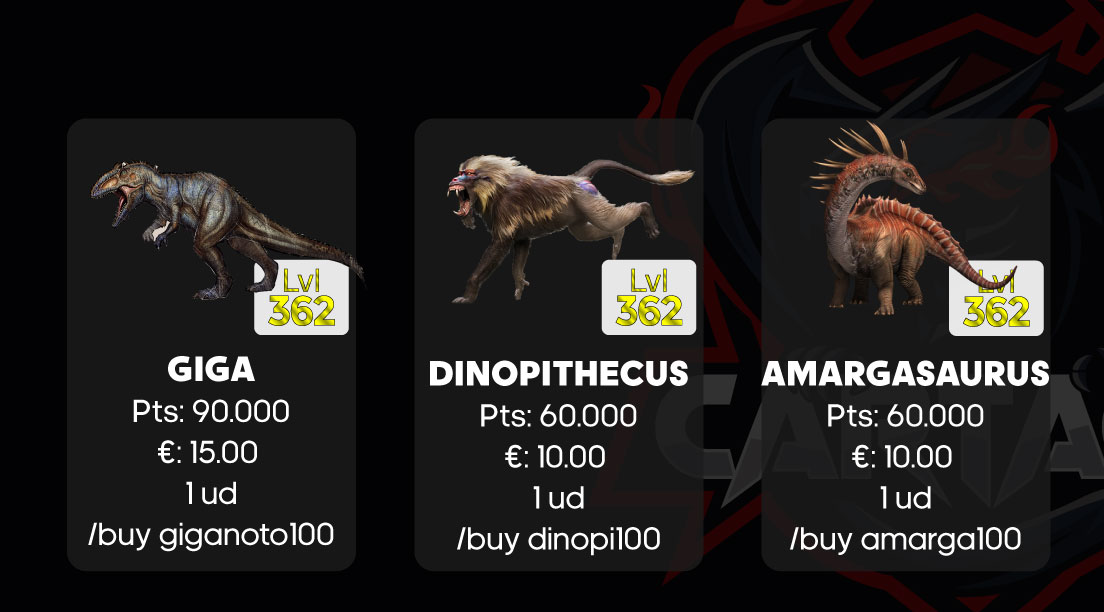 Lvl
362
GIGA
Pts: 90.000
€: 15.00
1 ud
/buy giganoto100
Lvl
362
DINOPITHECUS
Pts: 60.000
€: 10.00
1 ud
/buy dinopi100
Lvl
362
AMARGASAURUS
Pts: 60.000
€: 10.00
1 ud
/buy amarga100